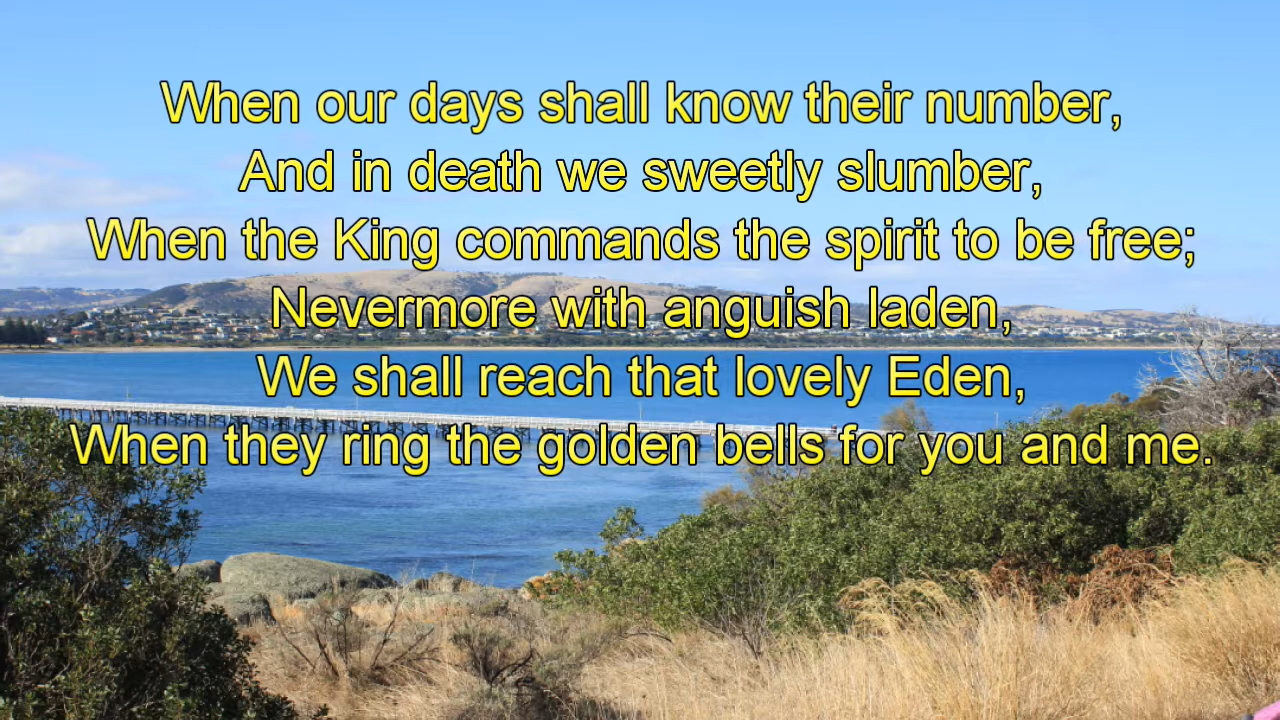 When our days shall know their number,
And in death we sweetly slumber,
When the King commands the spirit to be free;
Nevermore with anguish laden,
We shall reach that lovely Eden,
When they ring the golden bells for you and me.